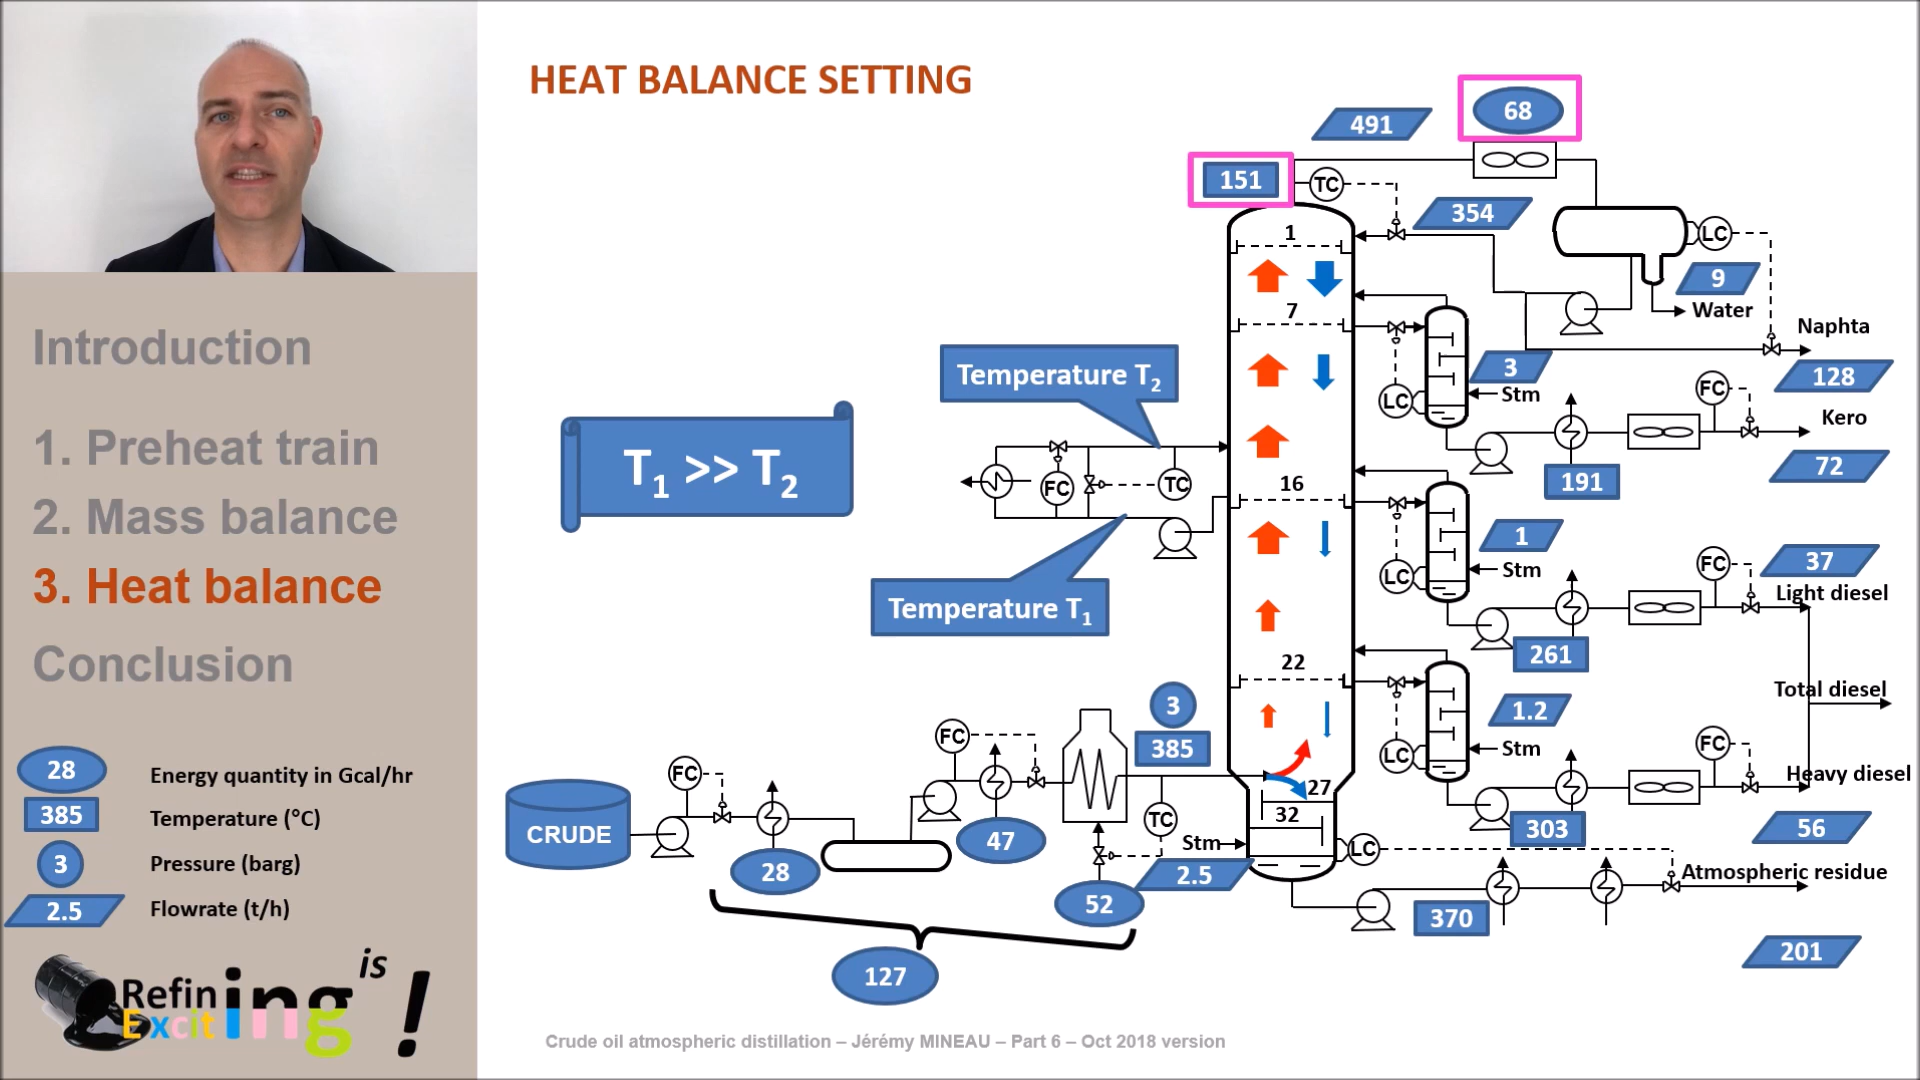 HEAT BALANCE SETTING
Introduction
1. Preheat train
2. Mass balance
3. Heat balance
Conclusion
28 Energy quantity in Gcal/hr
385 Temperature (°C)
3 Pressure (barg)
2.5 Flowrate (t/h)
Refin ing is
Exciting !
T1 >> T2
Temperature T2
Temperature T1
FC
TC
491
68
151
TC
354
LC
9
Water
Naphta
128
1
7
16
22
27
32
LC
3
Stm
FC
Kero
72
191
LC
1
Stm
FC
37
Light diesel
261
Total diesel
LC
1.2
Stm
FC
Heavy diesel
56
303
CRUDE
FC
28
FC
47
3
385
TC
52
127
Stm
2.5
LC
370
Atmospheric residue
201
Crude oil atmospheric distillation – Jérémy MINEAU – Part 6 – Oct 2018 version